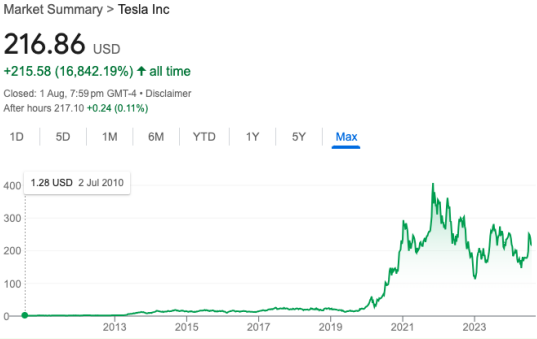 Market Summary > Tesla Inc
216.86 USD
+215.58 (16,842.19%) ↑ all time
Closed: 1 Aug, 7:59 pm GMT-4 • Disclaimer
After hours 217.10 +0.24 (0.11%)
1D 5D 1M 6M YTD 1Y 5Y Max
1.28 USD 2 Jul 2010
400
300
200
100
0
2013 2015 2017 2019 2021 2023